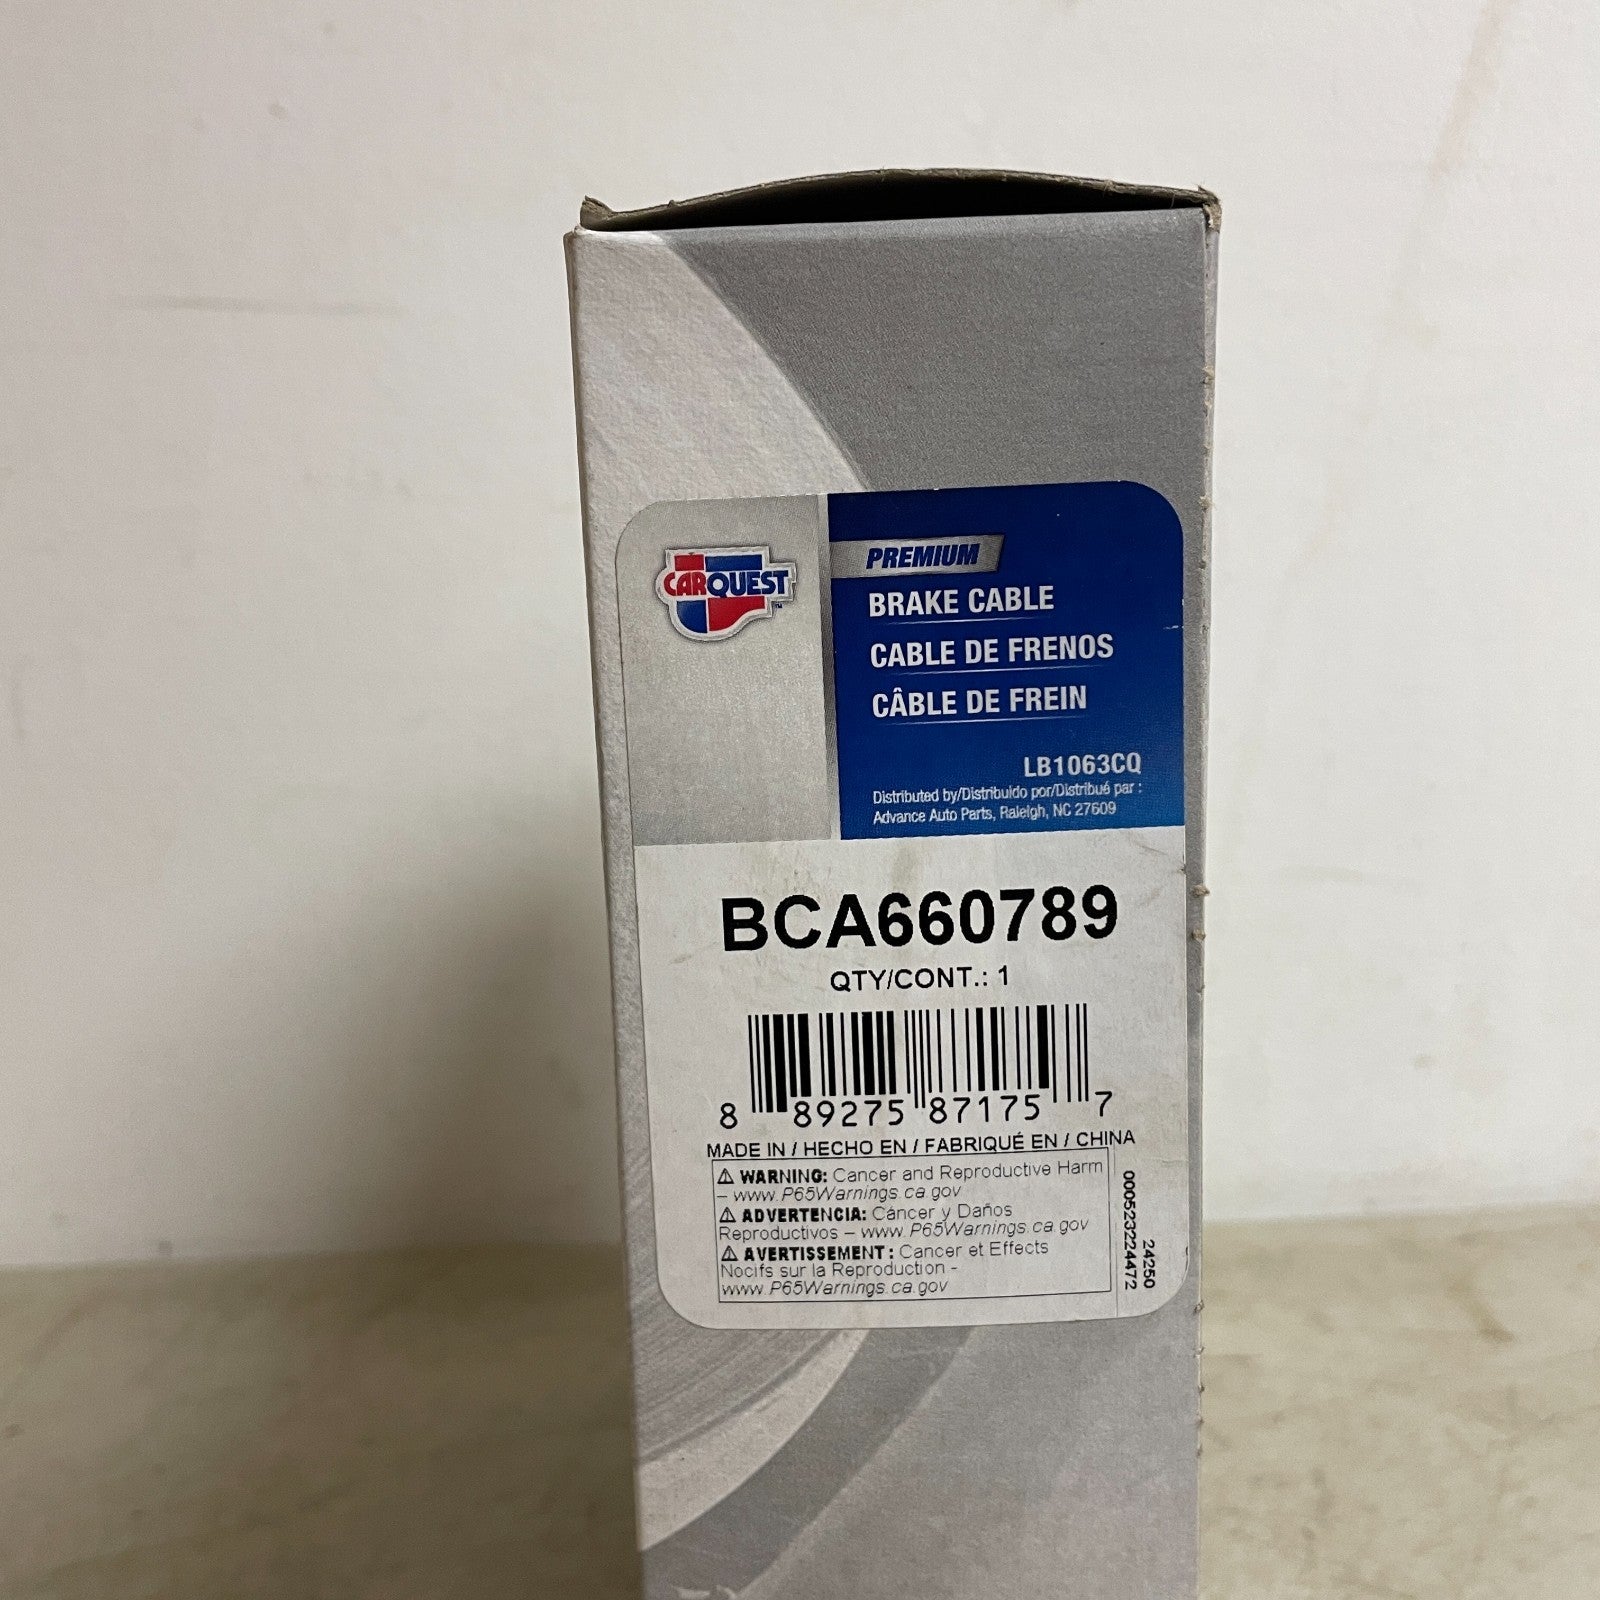 CARQUEST
TM
PREMIUM
BRAKE CABLE
CABLE DE FRENOS
CÂBLE DE FREIN
LB1063CQ
Distributed by/Distribuido por/Distribué par :
Advance Auto Parts, Raleigh, NC 27609
BCA660789
QTY/CONT.: 1
8 89275 87175 7
MADE IN / HECHO EN / FABRIQUÉ EN / CHINA
⚠ WARNING: Cancer and Reproductive Harm
– www.P65Warnings.ca.gov
⚠ ADVERTENCIA: Cáncer y Daños
Reproductivos – www.P65Warnings.ca.gov
⚠ AVERTISSEMENT : Cancer et Effects
Nocifs sur la Reproduction -
www.P65Warnings.ca.gov
24250
000523224472